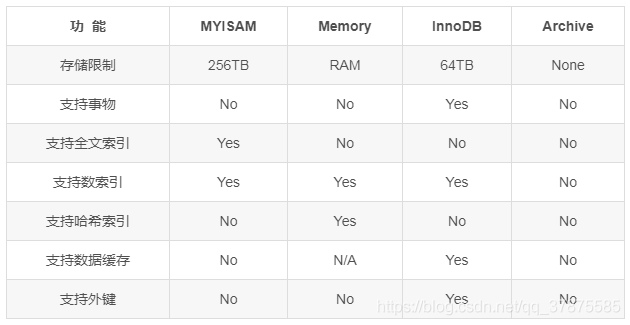 功 能 MYISAM Memory InnoDB Archive
存储限制 256TB RAM 64TB None
支持事物 No No Yes No
支持全文索引 Yes No No No
支持数索引 Yes Yes Yes No
支持哈希索引 No Yes No No
支持数据缓存 No N/A Yes No
支持外键 No No Yes No
https://blog.csdn.net/qq_37875585